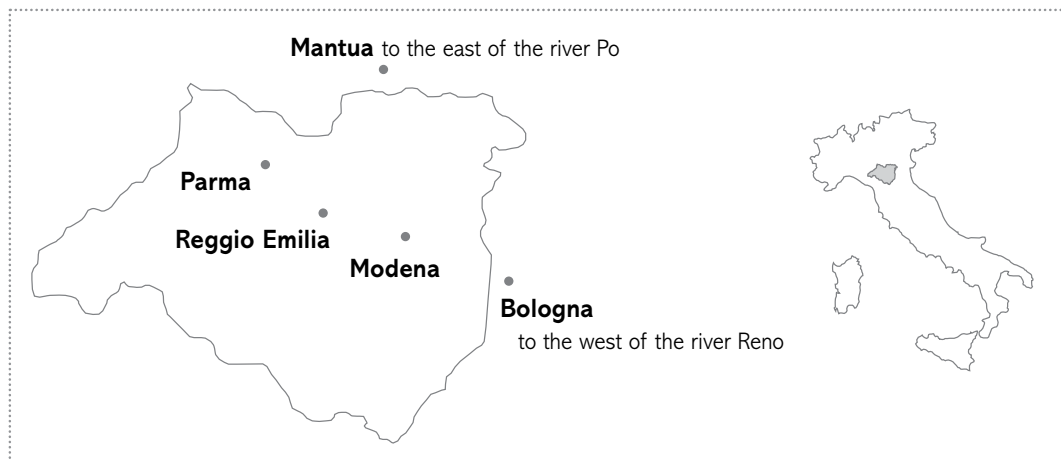 Mantua to the east of the river Po
Parma
Reggio Emilia
Modena
Bologna
to the west of the river Reno